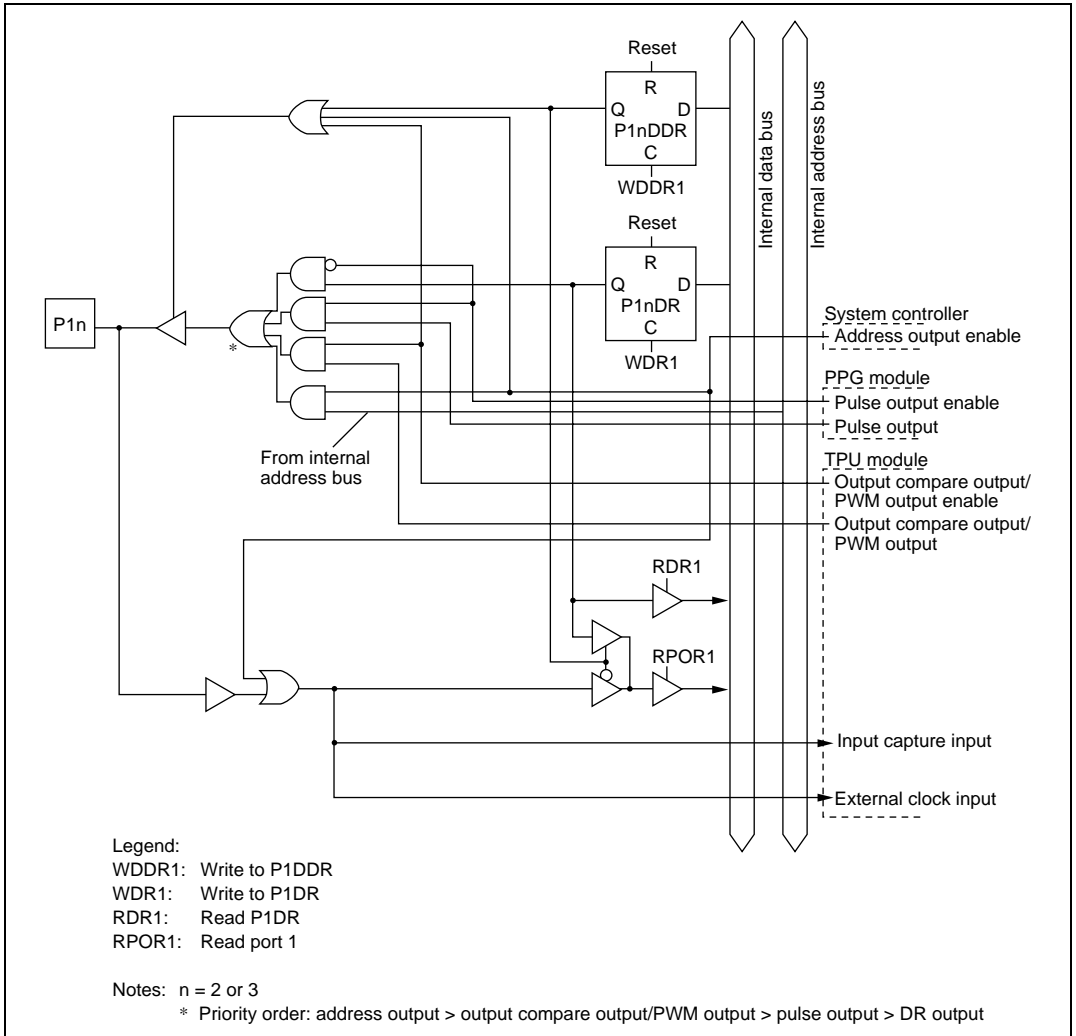 Reset
R
Q D
P1nDDR
C
WDDR1
Internal data bus
Internal address bus
Reset
R
Q D
P1nDR
C
WDR1
P1n
*
System controller
Address output enable
PPG module
Pulse output enable
Pulse output
From internal
address bus
TPU module
Output compare output/
PWM output enable
Output compare output/
PWM output
RDR1
RPOR1
Input capture input
External clock input
Legend:
WDDR1: Write to P1DDR
WDR1: Write to P1DR
RDR1: Read P1DR
RPOR1: Read port 1
Notes: n = 2 or 3
* Priority order: address output > output compare output/PWM output > pulse output > DR output